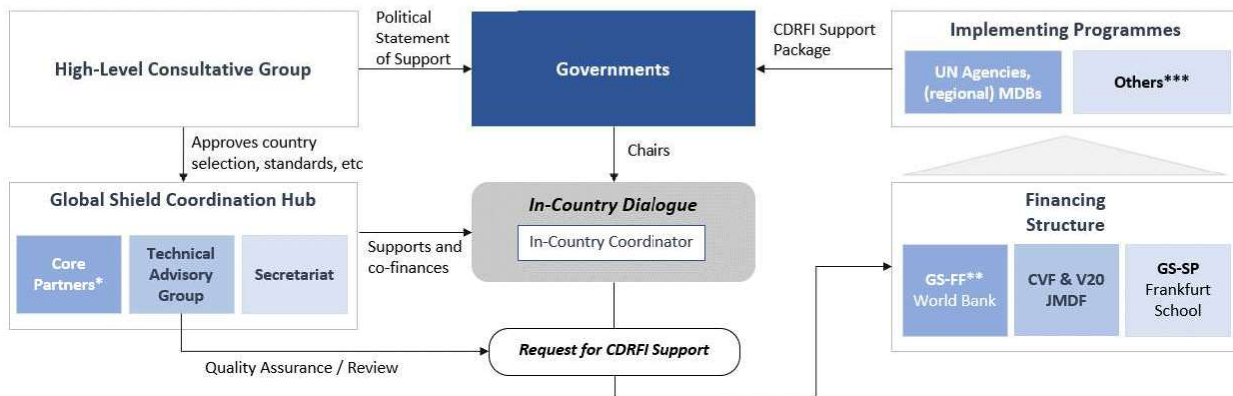 High-Level Consultative Group
Political
Statement
of Support
Governments
CDRFI Support
Package
Implementing Programmes
UN Agencies,
(regional) MDBs
Others***
Approves country
selection, standards, etc
Chairs
Global Shield Coordination Hub
Core
Partners*
Technical
Advisory
Group
Secretariat
Supports and
co-finances
In-Country Dialogue
In-Country Coordinator
Financing
Structure
GS-FF**
World Bank
CVF & V20
JMDF
GS-SP
Frankfurt
School
Quality Assurance / Review
Request for CDRFI Support